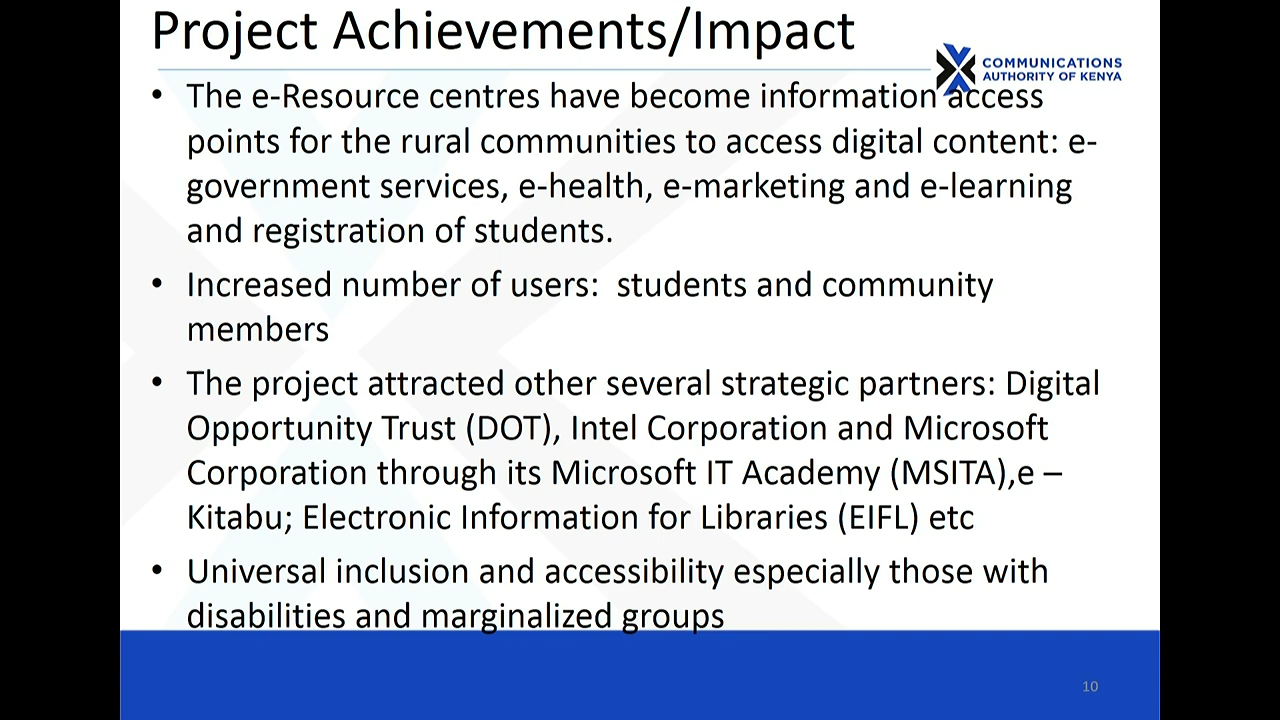 Project Achievements/Impact
COMMUNICATIONS
AUTHORITY OF KENYA
• The e-Resource centres have become information access
points for the rural communities to access digital content: e-
government services, e-health, e-marketing and e-learning
and registration of students.
• Increased number of users:  students and community
members
• The project attracted other several strategic partners: Digital
Opportunity Trust (DOT), Intel Corporation and Microsoft
Corporation through its Microsoft IT Academy (MSITA),e –
Kitabu; Electronic Information for Libraries (EIFL) etc
• Universal inclusion and accessibility especially those with
disabilities and marginalized groups
10